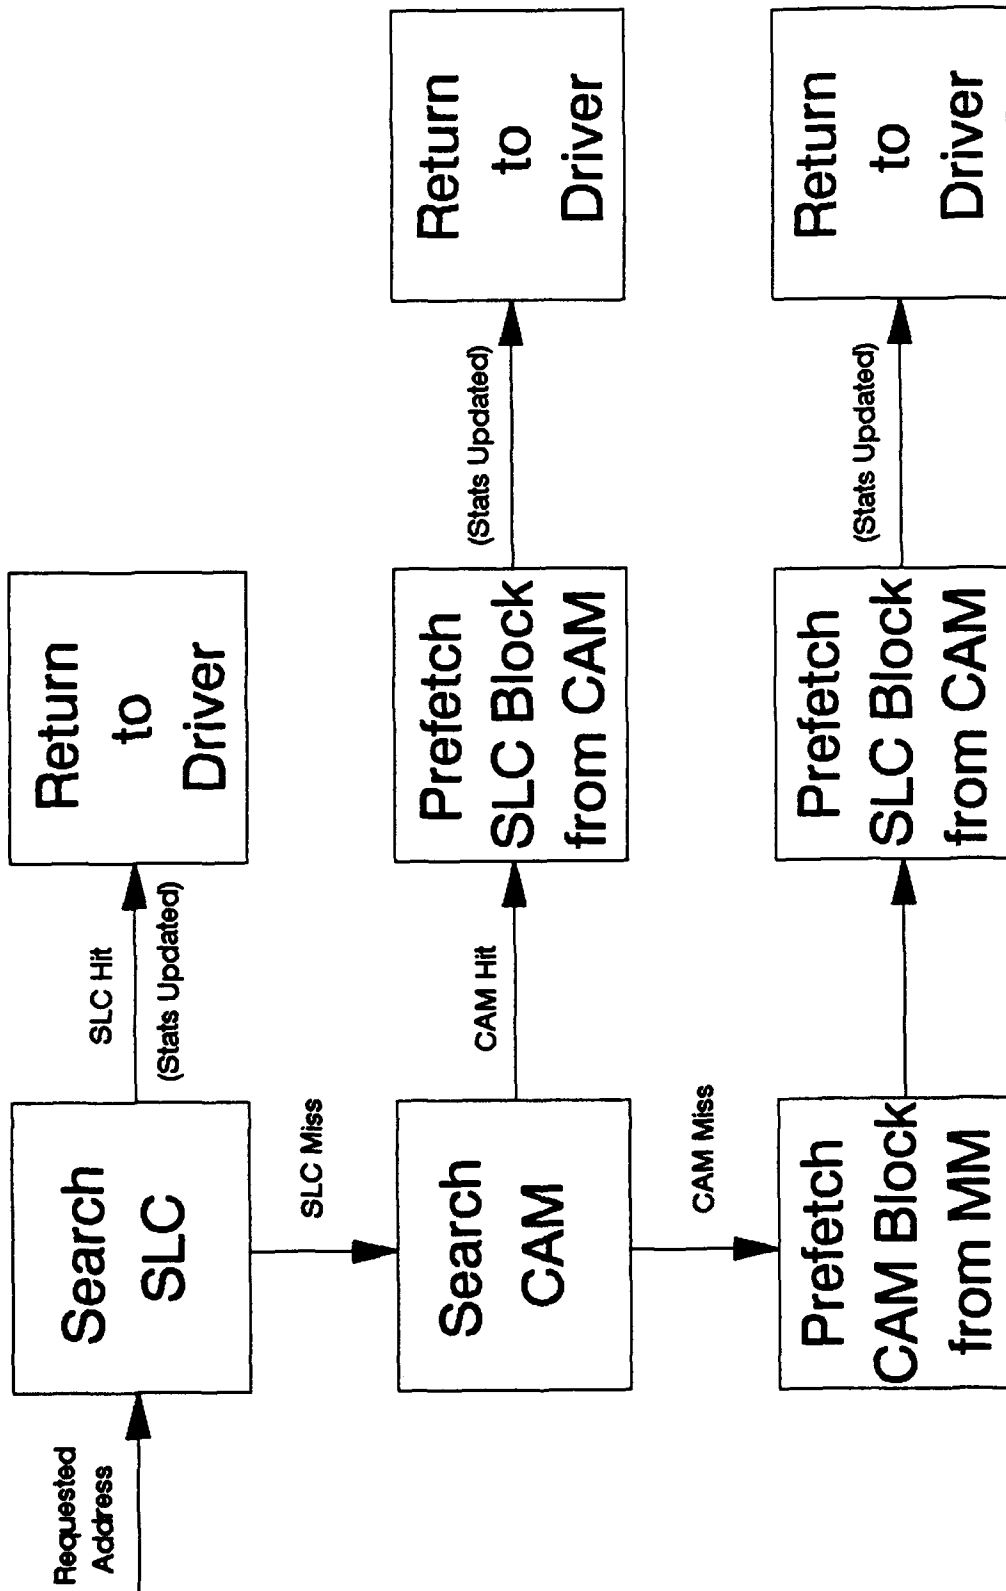 Requested
Address
Search
SLC
SLC Hit
(Stats Updated)
Return
to
Driver
SLC Miss
Search
CAM
CAM Hit
Prefetch
SLC Block
from CAM
(Stats Updated)
Return
to
Driver
CAM Miss
Prefetch
CAM Block
from MM
Prefetch
SLC Block
from CAM
(Stats Updated)
Return
to
Driver